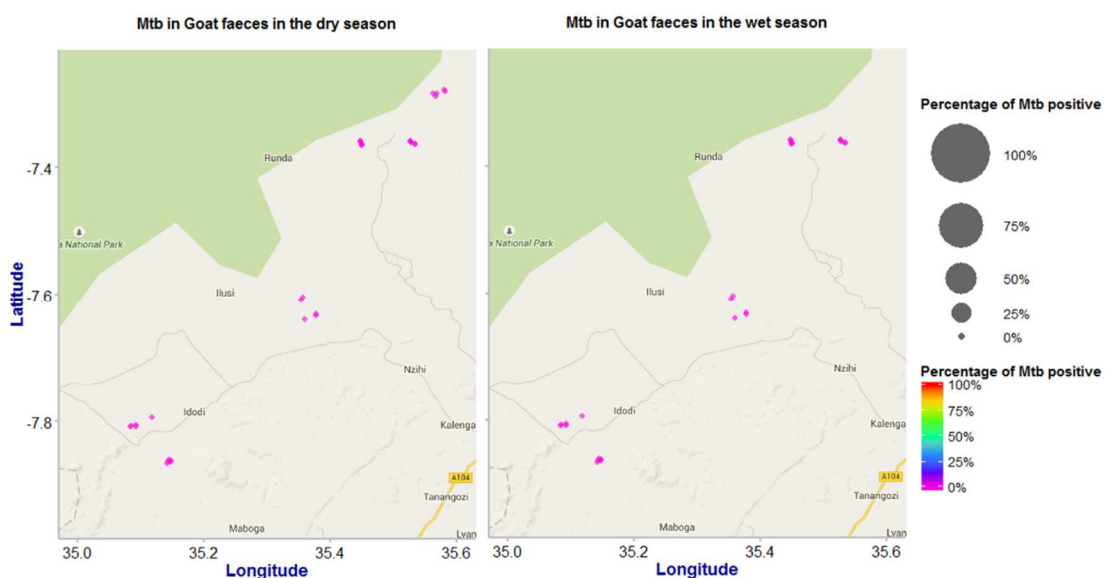 Mtb in Goat faeces in the dry season
Mtb in Goat faeces in the wet season
Latitude
-7.4
-7.6
-7.8
Runda
a National Park
Ilusi
Nzihi
Idodi
Kalenga
A104
Tanangozi
Maboga
Lyan
35.0
35.2
35.4
35.6
Longitude
Runda
a National Park
Ilusi
Nzihi
Idodi
Kalenga
A104
Tanangozi
Maboga
Lyan
35.0
35.2
35.4
35.6
Longitude
Percentage of Mtb positive
100%
75%
50%
25%
0%
Percentage of Mtb positive
100%
75%
50%
25%
0%